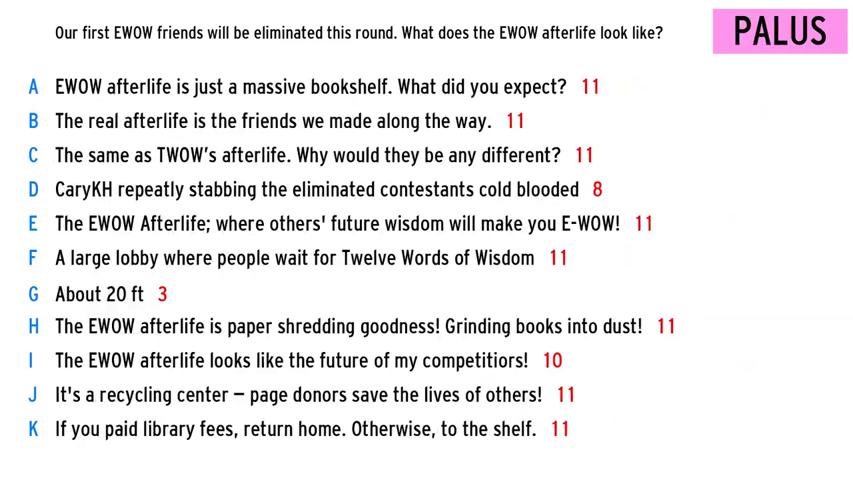 Our first EWOW friends will be eliminated this round. What does the EWOW afterlife look like?
PALUS
A EWOW afterlife is just a massive bookshelf. What did you expect? 11
B The real afterlife is the friends we made along the way. 11
C The same as TWOW's afterlife. Why would they be any different? 11
D CaryKH repeatedly stabbing the eliminated contestants cold blooded 8
E The EWOW Afterlife; where others' future wisdom will make you E-WOW! 11
F A large lobby where people wait for Twelve Words of Wisdom 11
G About 20 ft 3
H The EWOW afterlife is paper shredding goodness! Grinding books into dust! 11
I The EWOW afterlife looks like the future of my competitiors! 10
J It's a recycling center – page donors save the lives of others! 11
K If you paid library fees, return home. Otherwise, to the shelf. 11